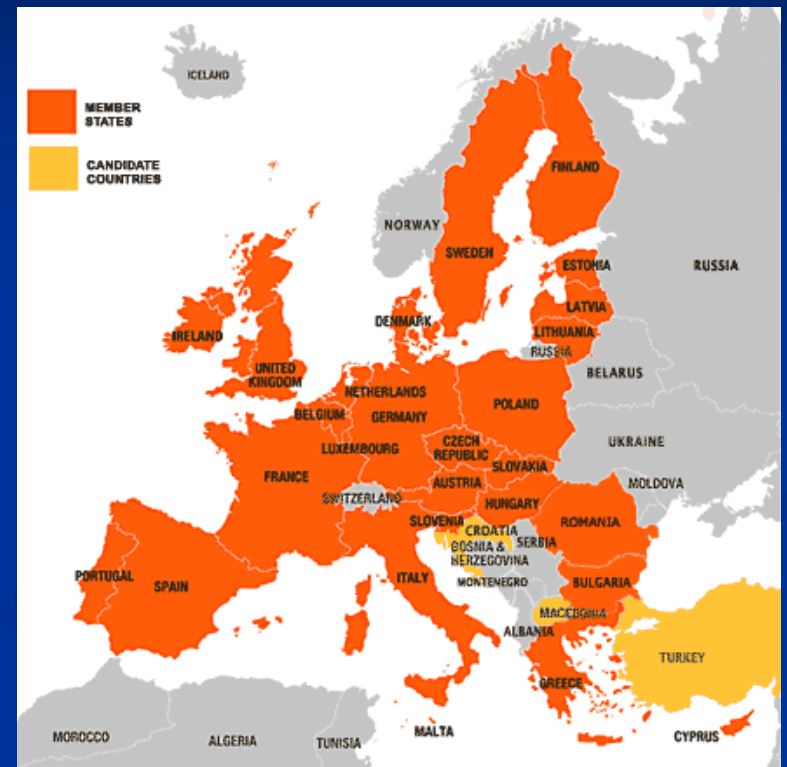 ICELAND
MEMBER
STATES
CANDIDATE
COUNTRIES
FINLAND
NORWAY
SWEDEN
RUSSIA
ESTONIA
LATVIA
DENMARK
LITHUANIA
IRELAND
RUSSIA
UNITED
KINGDOM
BELARUS
NETHERLANDS
BELGIUM
GERMANY
POLAND
LUXEMBOURG
CZECH
REPUBLIC
UKRAINE
SLOVAKIA
FRANCE
AUSTRIA
MOLDOVA
SWITZERLAND
HUNGARY
SLOVENIA
ROMANIA
CROATIA
SERBIA
BOSNIA &
HERZEGOVINA
PORTUGAL
SPAIN
ITALY
MONTENEGRO
BULGARIA
MACEDONIA
ALBANIA
TURKEY
GREECE
MALTA
CYPRUS
MOROCCO
ALGERIA
TUNISIA